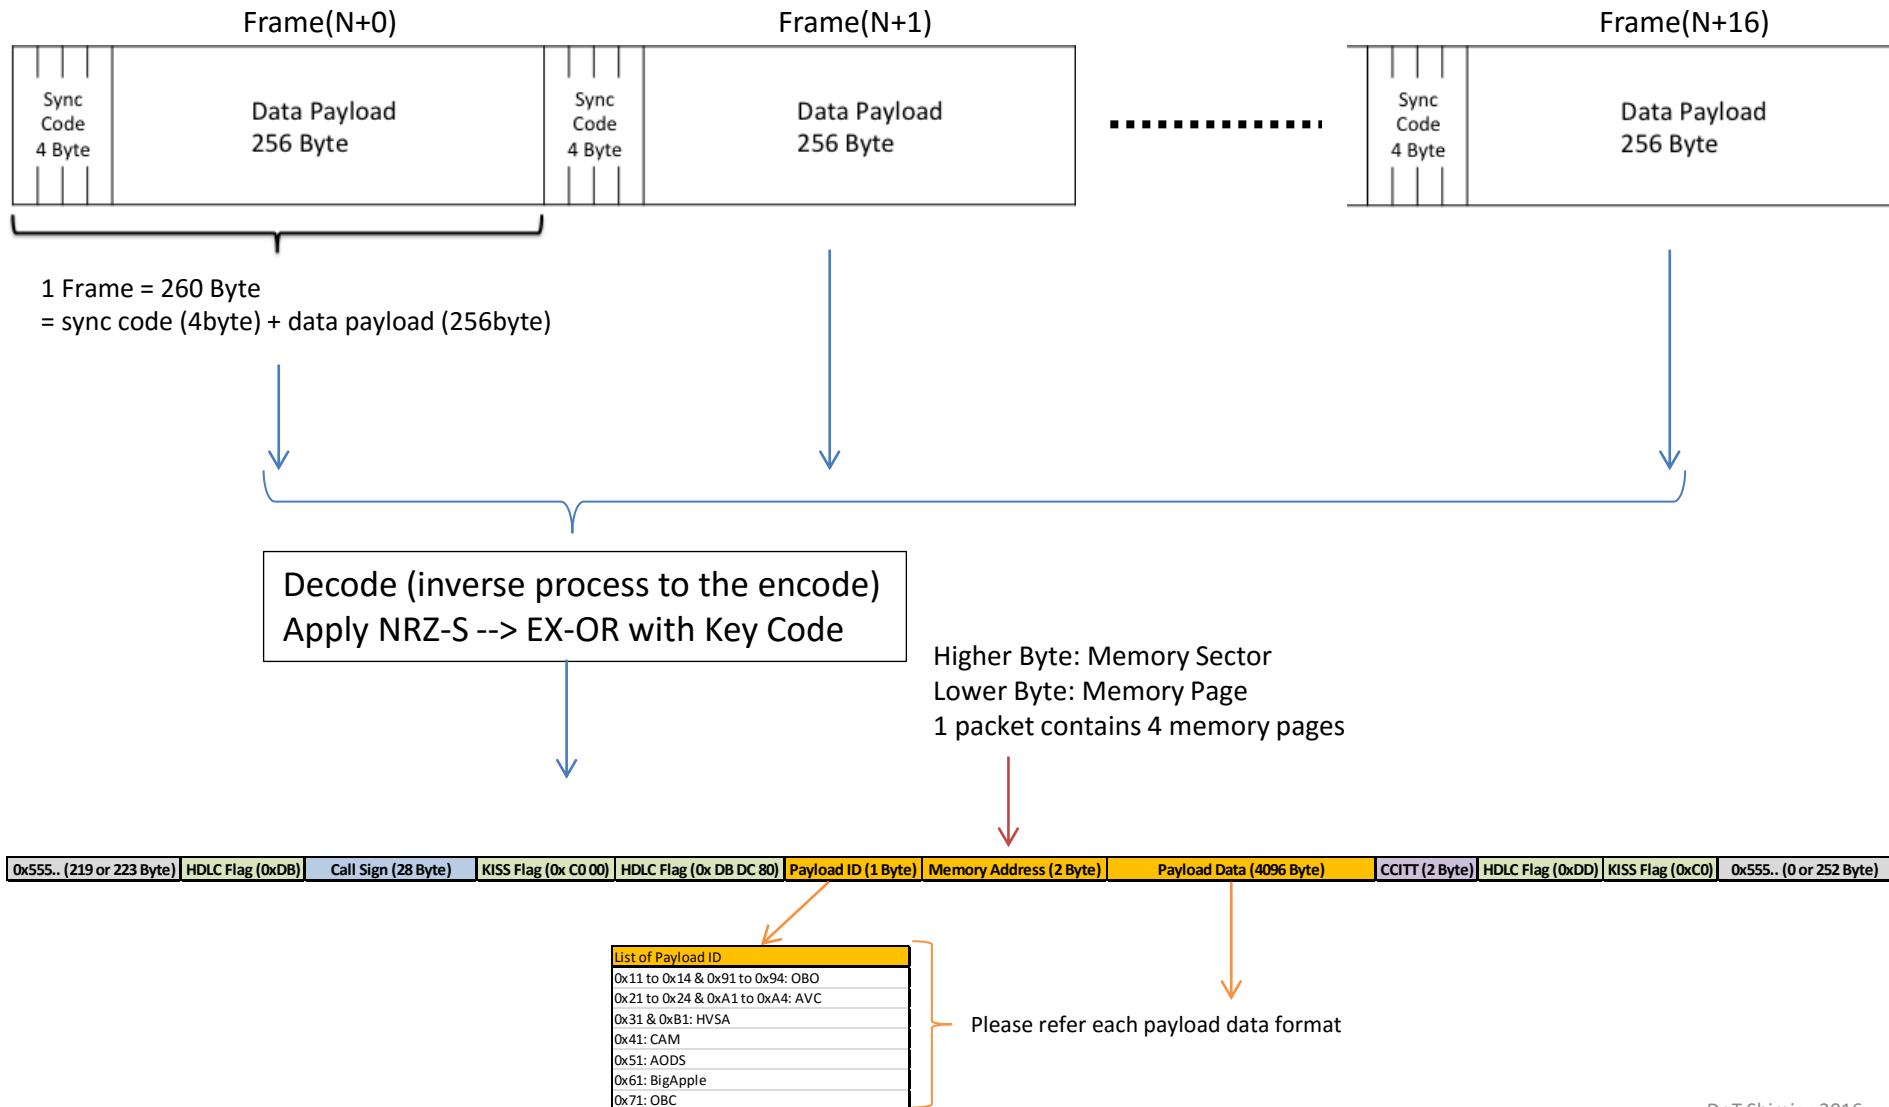 Frame(N+0)
Frame(N+1)
Frame(N+16)
Sync
Code
4 Byte
Data Payload
256 Byte
Sync
Code
4 Byte
Data Payload
256 Byte
Sync
Code
4 Byte
Data Payload
256 Byte
1 Frame = 260 Byte
= sync code (4byte) + data payload (256byte)
Decode (inverse process to the encode)
Apply NRZ-S --> EX-OR with Key Code
Higher Byte: Memory Sector
Lower Byte: Memory Page
1 packet contains 4 memory pages
0x555.. (219 or 223 Byte) HDLC Flag (0xDB) Call Sign (28 Byte) KISS Flag (0x C0 00) HDLC Flag (0x DB DC 80) Payload ID (1 Byte) Memory Address (2 Byte) Payload Data (4096 Byte) CCITT (2 Byte) HDLC Flag (0xDD) KISS Flag (0xC0) 0x555.. (0 or 252 Byte)
List of Payload ID
0x11 to 0x14 & 0x91 to 0x94: OBO
0x21 to 0x24 & 0xA1 to 0xA4: AVC
0x31 & 0xB1: HVSA
0x41: CAM
0x51: AODS
0x61: BigApple
0x71: OBC
Please refer each payload data format
2016